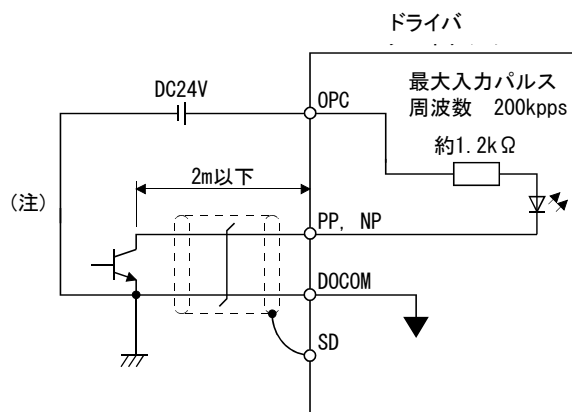 ドライバ
最大入力パルス
周波数 200kpps
DC24V
OPC
約1.2kΩ
2m以下
(注)
PP, NP
DOCOM
SD